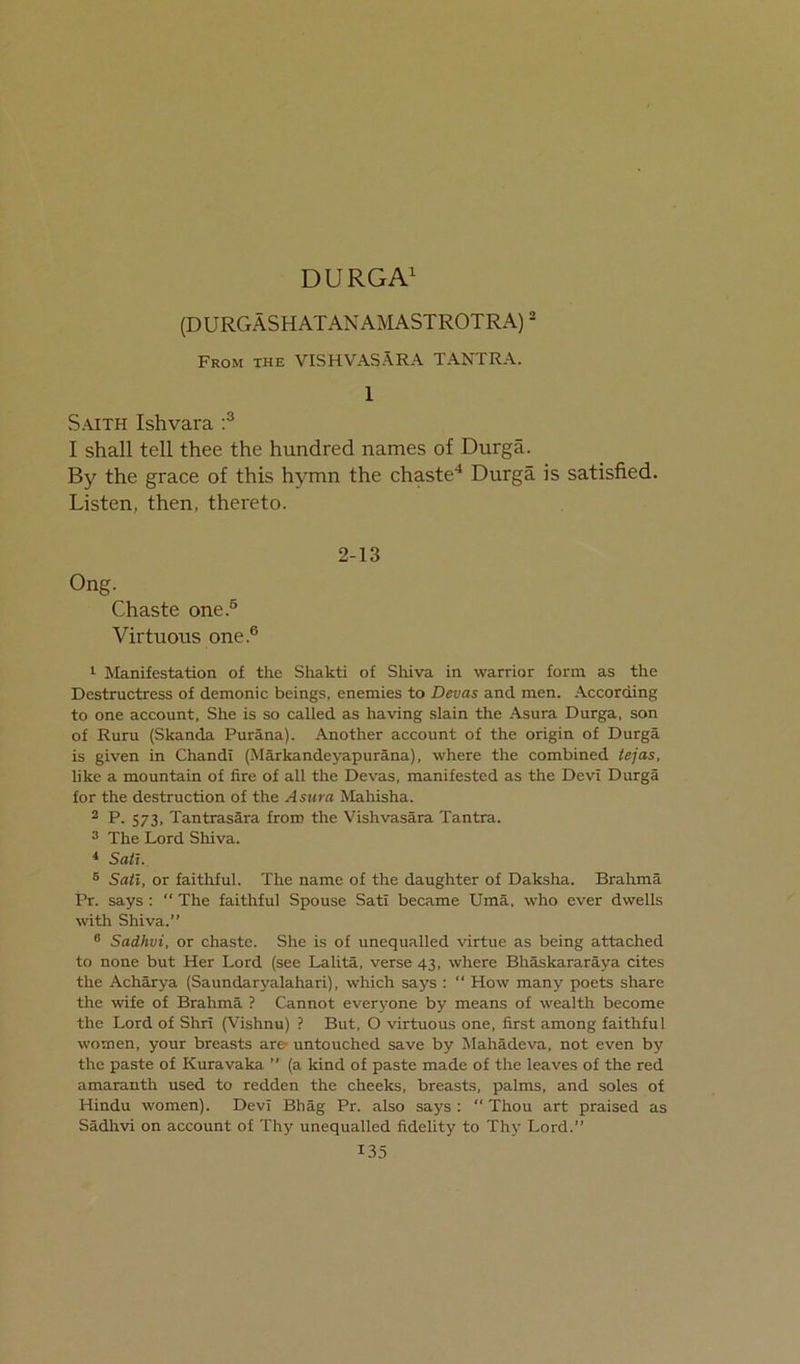 DURGA¹
(DURGĀSHATANAMASTROTRA)²
From the VISHVASĀRA TANTRA.
1
Saith Ishvara :³
I shall tell thee the hundred names of Durgā.
By the grace of this hymn the chaste⁴ Durgā is satisfied.
Listen, then, thereto.
2-13
Ong.
Chaste one.⁵
Virtuous one.⁶
¹ Manifestation of the Shakti of Shiva in warrior form as the
Destructress of demonic beings, enemies to Devas and men. According
to one account, She is so called as having slain the Asura Durga, son
of Ruru (Skanda Purāna). Another account of the origin of Durgā
is given in Chandī (Mārkandeyapurāna), where the combined tejas,
like a mountain of fire of all the Devas, manifested as the Devī Durgā
for the destruction of the Asura Mahisha.
² P. 573, Tantrasāra from the Vishvasāra Tantra.
³ The Lord Shiva.
⁴ Satī.
⁵ Satī, or faithful. The name of the daughter of Daksha. Brahmā
Pr. says : " The faithful Spouse Satī became Umā, who ever dwells
with Shiva."
⁶ Sadhvi, or chaste. She is of unequalled virtue as being attached
to none but Her Lord (see Lalitā, verse 43, where Bhāskararāya cites
the Achārya (Saundaryalahari), which says : " How many poets share
the wife of Brahmā ? Cannot everyone by means of wealth become
the Lord of Shrī (Vishnu) ? But, O virtuous one, first among faithful
women, your breasts are untouched save by Mahādeva, not even by
the paste of Kuravaka " (a kind of paste made of the leaves of the red
amaranth used to redden the cheeks, breasts, palms, and soles of
Hindu women). Devī Bhāg Pr. also says : " Thou art praised as
Sādhvi on account of Thy unequalled fidelity to Thy Lord."
135